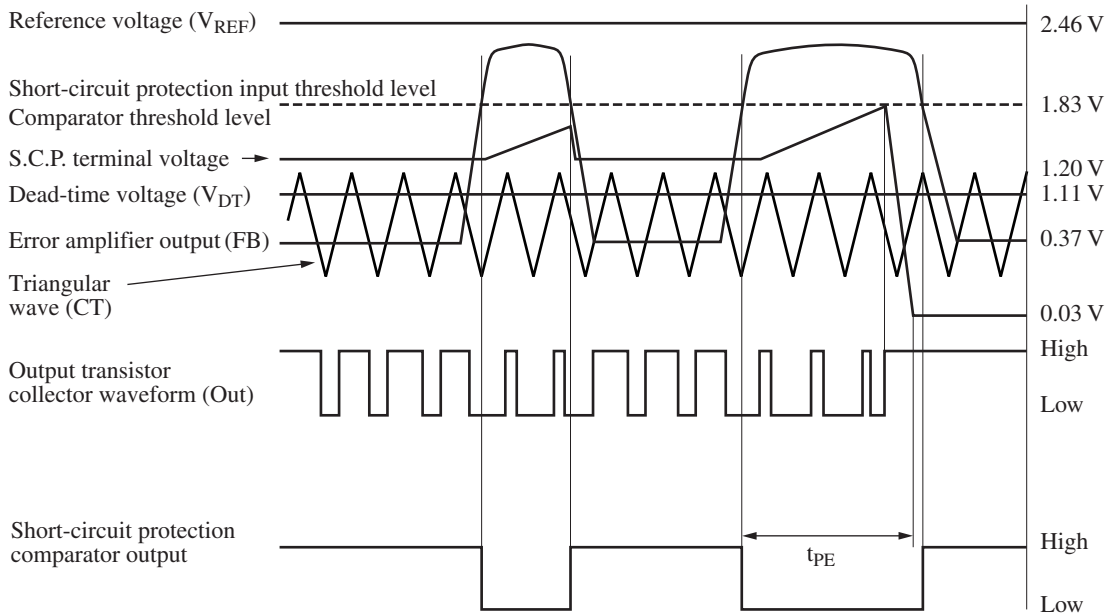 Reference voltage (VREF)
2.46 V
Short-circuit protection input threshold level
1.83 V
Comparator threshold level
S.C.P. terminal voltage
1.20 V
Dead-time voltage (VDT)
1.11 V
Error amplifier output (FB)
0.37 V
Triangular
wave (CT)
0.03 V
High
Output transistor
collector waveform (Out)
Low
Short-circuit protection
comparator output
High
tPE
Low